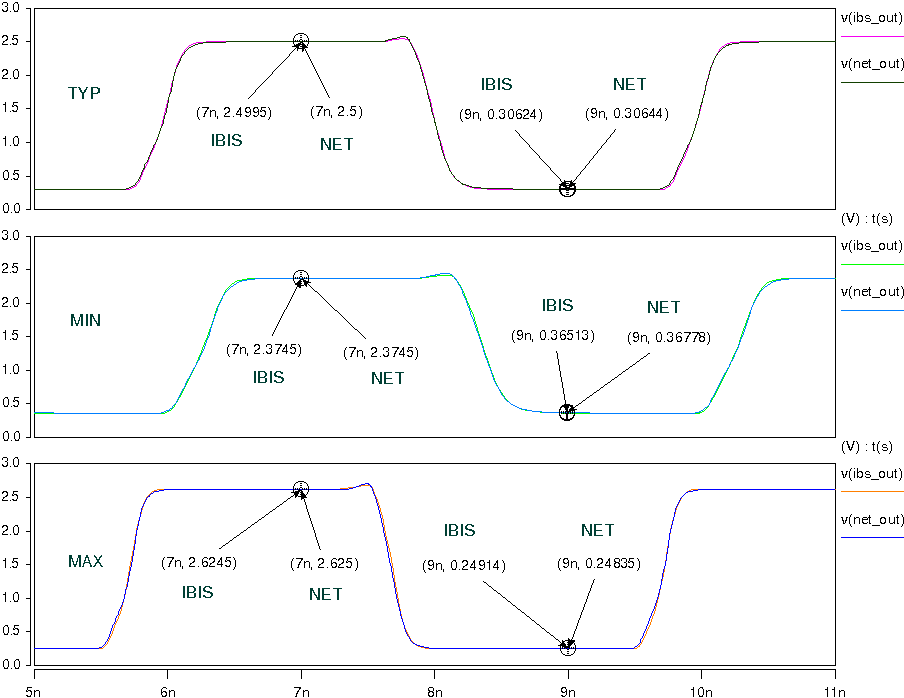 3.0
v(ibs_out)
2.5
v(net_out)
2.0
TYP
IBIS
NET
1.5
(7n, 2.4995)
(7n, 2.5)
(9n, 0.30624)
(9n, 0.30644)
IBIS
NET
1.0
0.5
0.0
(V) : t(s)
3.0
v(ibs_out)
2.5
v(net_out)
2.0
MIN
IBIS
NET
1.5
(7n, 2.3745)
(7n, 2.3745)
(9n, 0.36513)
(9n, 0.36778)
IBIS
NET
1.0
0.5
0.0
(V) : t(s)
3.0
v(ibs_out)
2.5
v(net_out)
2.0
IBIS
NET
1.5
MAX
(7n, 2.6245)
(7n, 2.625)
(9n, 0.24914)
(9n, 0.24835)
IBIS
NET
1.0
0.5
0.0
5n 6n 7n 8n 9n 10n 11n